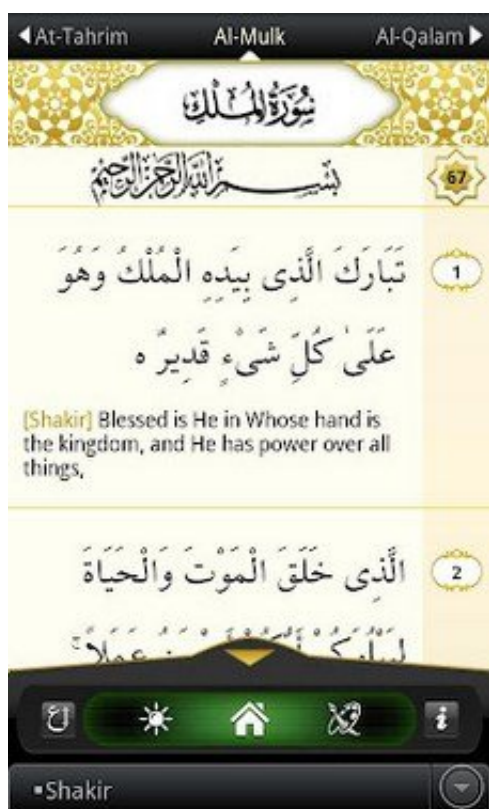 At-Tahrim Al-Mulk Al-Qalam
سُورَةُ الْمُلْكِ
بِسْمِ اللَّهِ الرَّحْمَٰنِ الرَّحِيمِ
67
تَبَارَكَ الَّذِى بِيَدِهِ الْمُلْكُ وَهُوَ
1
عَلَىٰ كُلِّ شَىْءٍ قَدِيرٌ ه
[Shakir] Blessed is He in Whose hand is
the kingdom, and He has power over all
things,
الَّذِى خَلَقَ الْمَوْتَ وَالْحَيَاةَ
2
عَمَلًا ۚ
i
▪Shakir